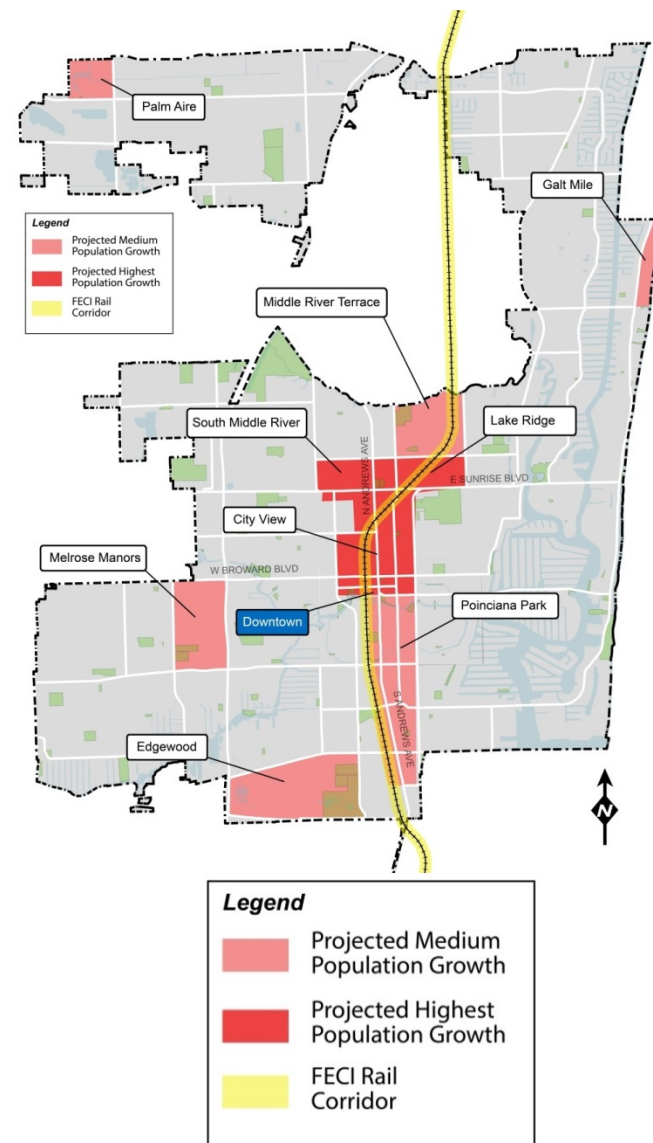 Palm Aire
Galt Mile
Legend
Projected Medium
Population Growth
Projected Highest
Population Growth
FECI Rail
Corridor
Middle River Terrace
South Middle River
Lake Ridge
N ANDREWS AVE
E SUNRISE BLVD
City View
Melrose Manors
W BROWARD BLVD
Downtown
Poinciana Park
S ANDREWS AVE
Edgewood
N
Legend
Projected Medium
Population Growth
Projected Highest
Population Growth
FECI Rail
Corridor